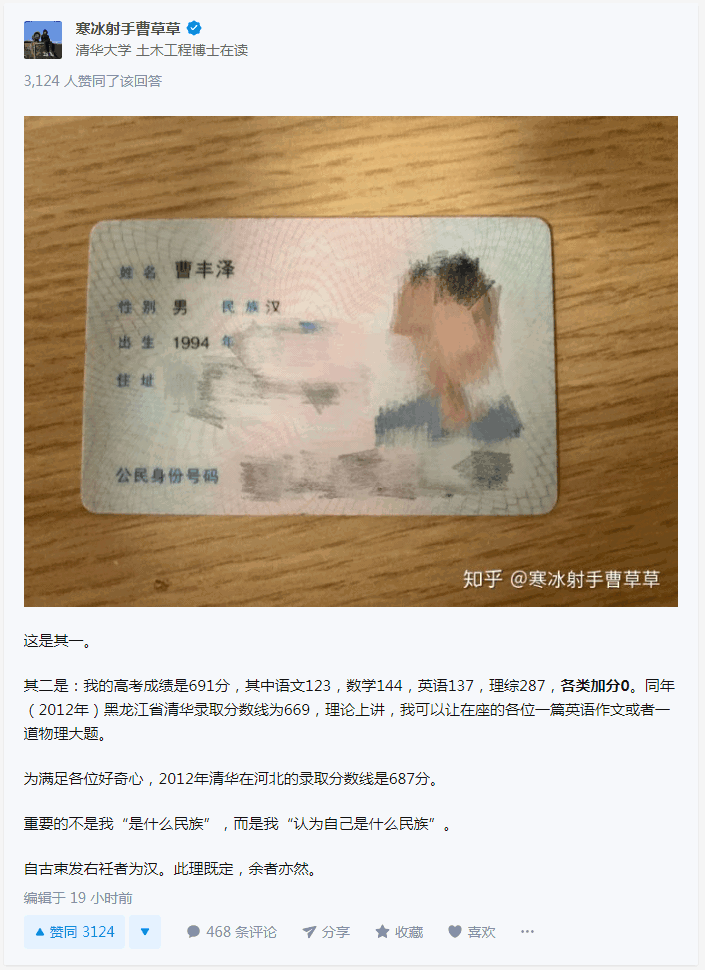 寒冰射手曹草草
清华大学 土木工程博士在读
3,124 人赞同了该回答
姓 名 曹丰泽
性 别 男 民 族 汉
出 生 1994 年
住 址
公民身份号码
知乎 @寒冰射手曹草草
这是其一。
其二是：我的高考成绩是691分，其中语文123，数学144，英语137，理综287，各类加分0。同年
（2012年）黑龙江省清华录取分数线为669，理论上讲，我可以让在座的各位一篇英语作文或者一
道物理大题。
为满足各位好奇心，2012年清华在河北的录取分数线是687分。
重要的不是我“是什么民族”，而是我“认为自己是什么民族”。
自古束发右衽者为汉。此理既定，余者亦然。
编辑于 19 小时前
赞同 3124 468 条评论 分享 收藏 喜欢 ···